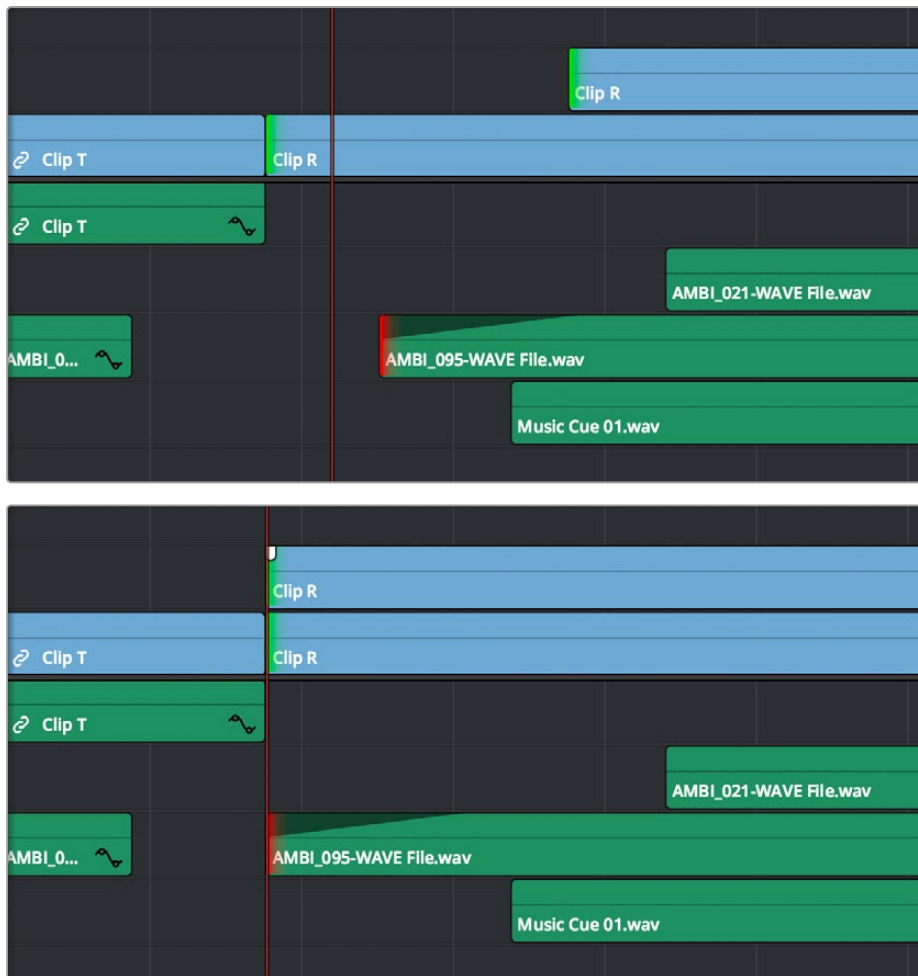 Clip R
Clip T
Clip R
Clip T
AMBI_021-WAVE File.wav
AMBI_0...
AMBI_095-WAVE File.wav
Music Cue 01.wav
Clip R
Clip T
Clip R
Clip T
AMBI_021-WAVE File.wav
AMBI_0...
AMBI_095-WAVE File.wav
Music Cue 01.wav